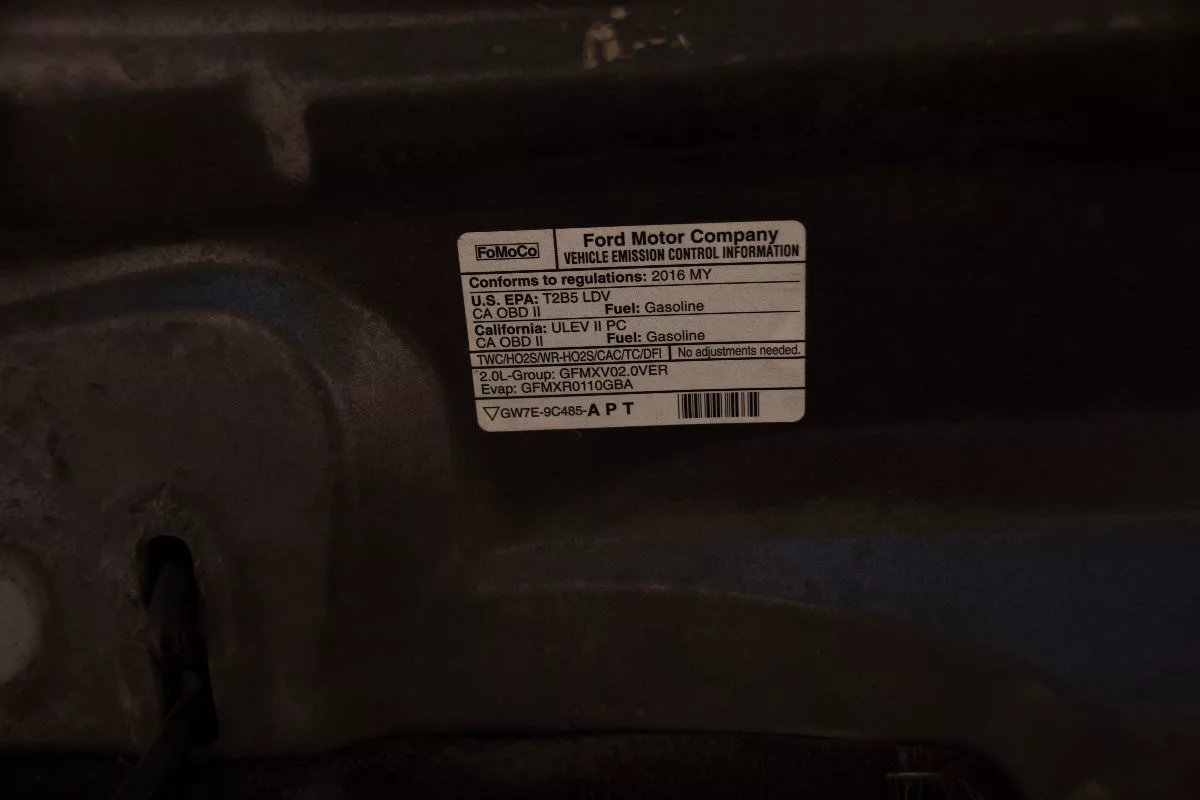 FoMoCo
Ford Motor Company
VEHICLE EMISSION CONTROL INFORMATION
Conforms to regulations: 2016 MY
U.S. EPA: T2B5 LDV
CA OBD II Fuel: Gasoline
California: ULEV II PC
CA OBD II Fuel: Gasoline
TWC/HO2S/WR-HO2S/CAC/TC/DFI No adjustments needed.
2.0L-Group: GFMXV02.0VER
Evap: GFMXR0110GBA
GW7E-9C485-A P T